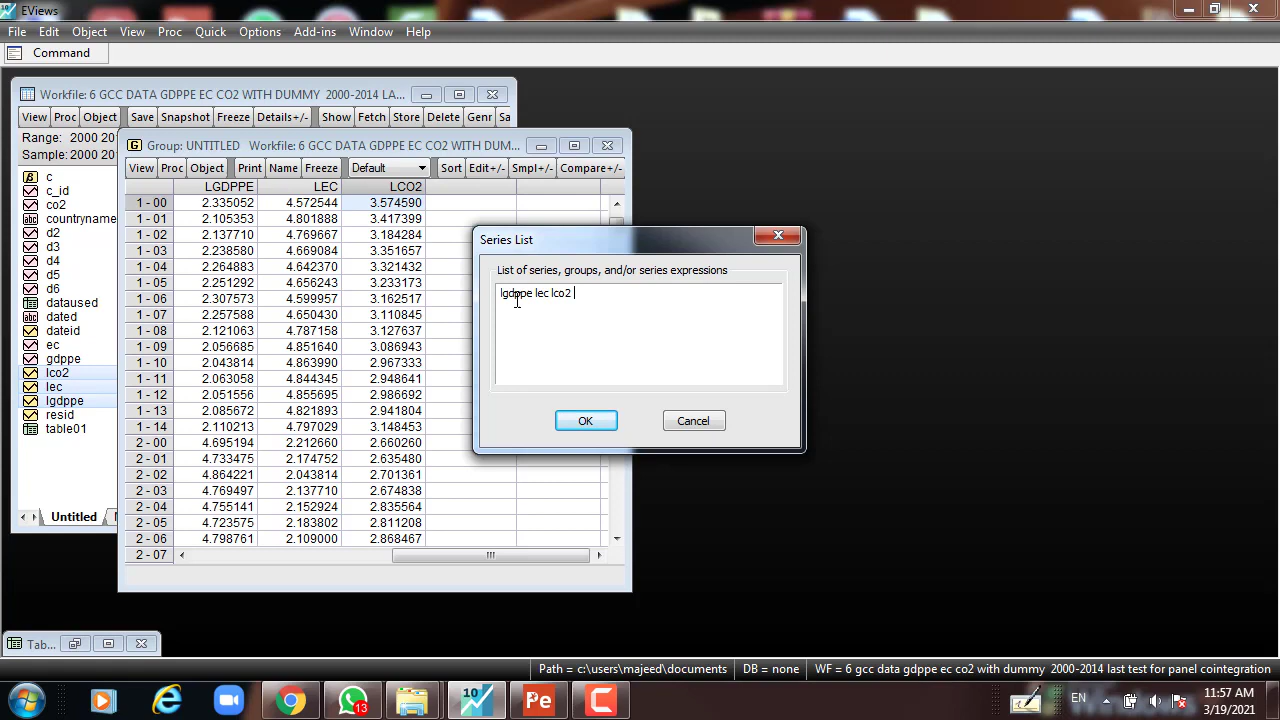 EViews
File Edit Object View Proc Quick Options Add-ins Window Help
Command
Workfile: 6 GCC DATA GDPPE EC CO2 WITH DUMMY 2000-2014 LA...
View Proc Object Save Snapshot Freeze Details+/- Show Fetch Store Delete Genr Sa
Range: 2000 20
Sample: 2000 20
c
c_id
co2
countryname
d2
d3
d4
d5
d6
dataused
dated
dateid
ec
gdppe
lco2
lec
lgdppe
resid
table01
Untitled
Group: UNTITLED Workfile: 6 GCC DATA GDPPE EC CO2 WITH DUM...
View Proc Object Print Name Freeze Default Sort Edit+/- Smpl+/- Compare+/-
LGDPPE LEC LCO2
1 - 00 2.335052 4.572544 3.574590
1 - 01 2.105353 4.801888 3.417399
1 - 02 2.137710 4.769667 3.184284
1 - 03 2.238580 4.669084 3.351657
1 - 04 2.264883 4.642370 3.321432
1 - 05 2.251292 4.656243 3.233173
1 - 06 2.307573 4.599957 3.162517
1 - 07 2.257588 4.650430 3.110845
1 - 08 2.121063 4.787158 3.127637
1 - 09 2.056685 4.851640 3.086943
1 - 10 2.043814 4.863990 2.967333
1 - 11 2.063058 4.844345 2.948641
1 - 12 2.051556 4.855695 2.986692
1 - 13 2.085672 4.821893 2.941804
1 - 14 2.110213 4.797029 3.148453
2 - 00 4.695194 2.212660 2.660260
2 - 01 4.733475 2.174752 2.635480
2 - 02 4.864221 2.043814 2.701361
2 - 03 4.769497 2.137710 2.674838
2 - 04 4.755141 2.152924 2.835564
2 - 05 4.723575 2.183802 2.811208
2 - 06 4.798761 2.109000 2.868467
2 - 07
Series List
List of series, groups, and/or series expressions
lgdppe lec lco2
OK Cancel
Tab...
Path = c:\users\majeed\documents DB = none WF = 6 gcc data gdppe ec co2 with dummy 2000-2014 last test for panel cointegration
10
13
Pe
EN
11:57 AM
3/19/2021